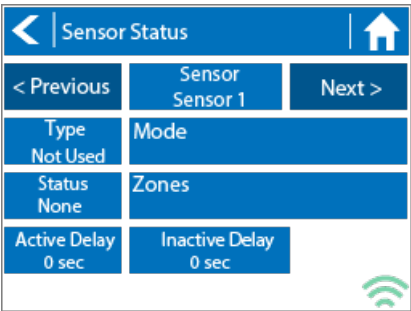 Sensor Status
< Previous
Sensor
Sensor 1
Next >
Type
Not Used
Mode
Status
None
Zones
Active Delay
0 sec
Inactive Delay
0 sec